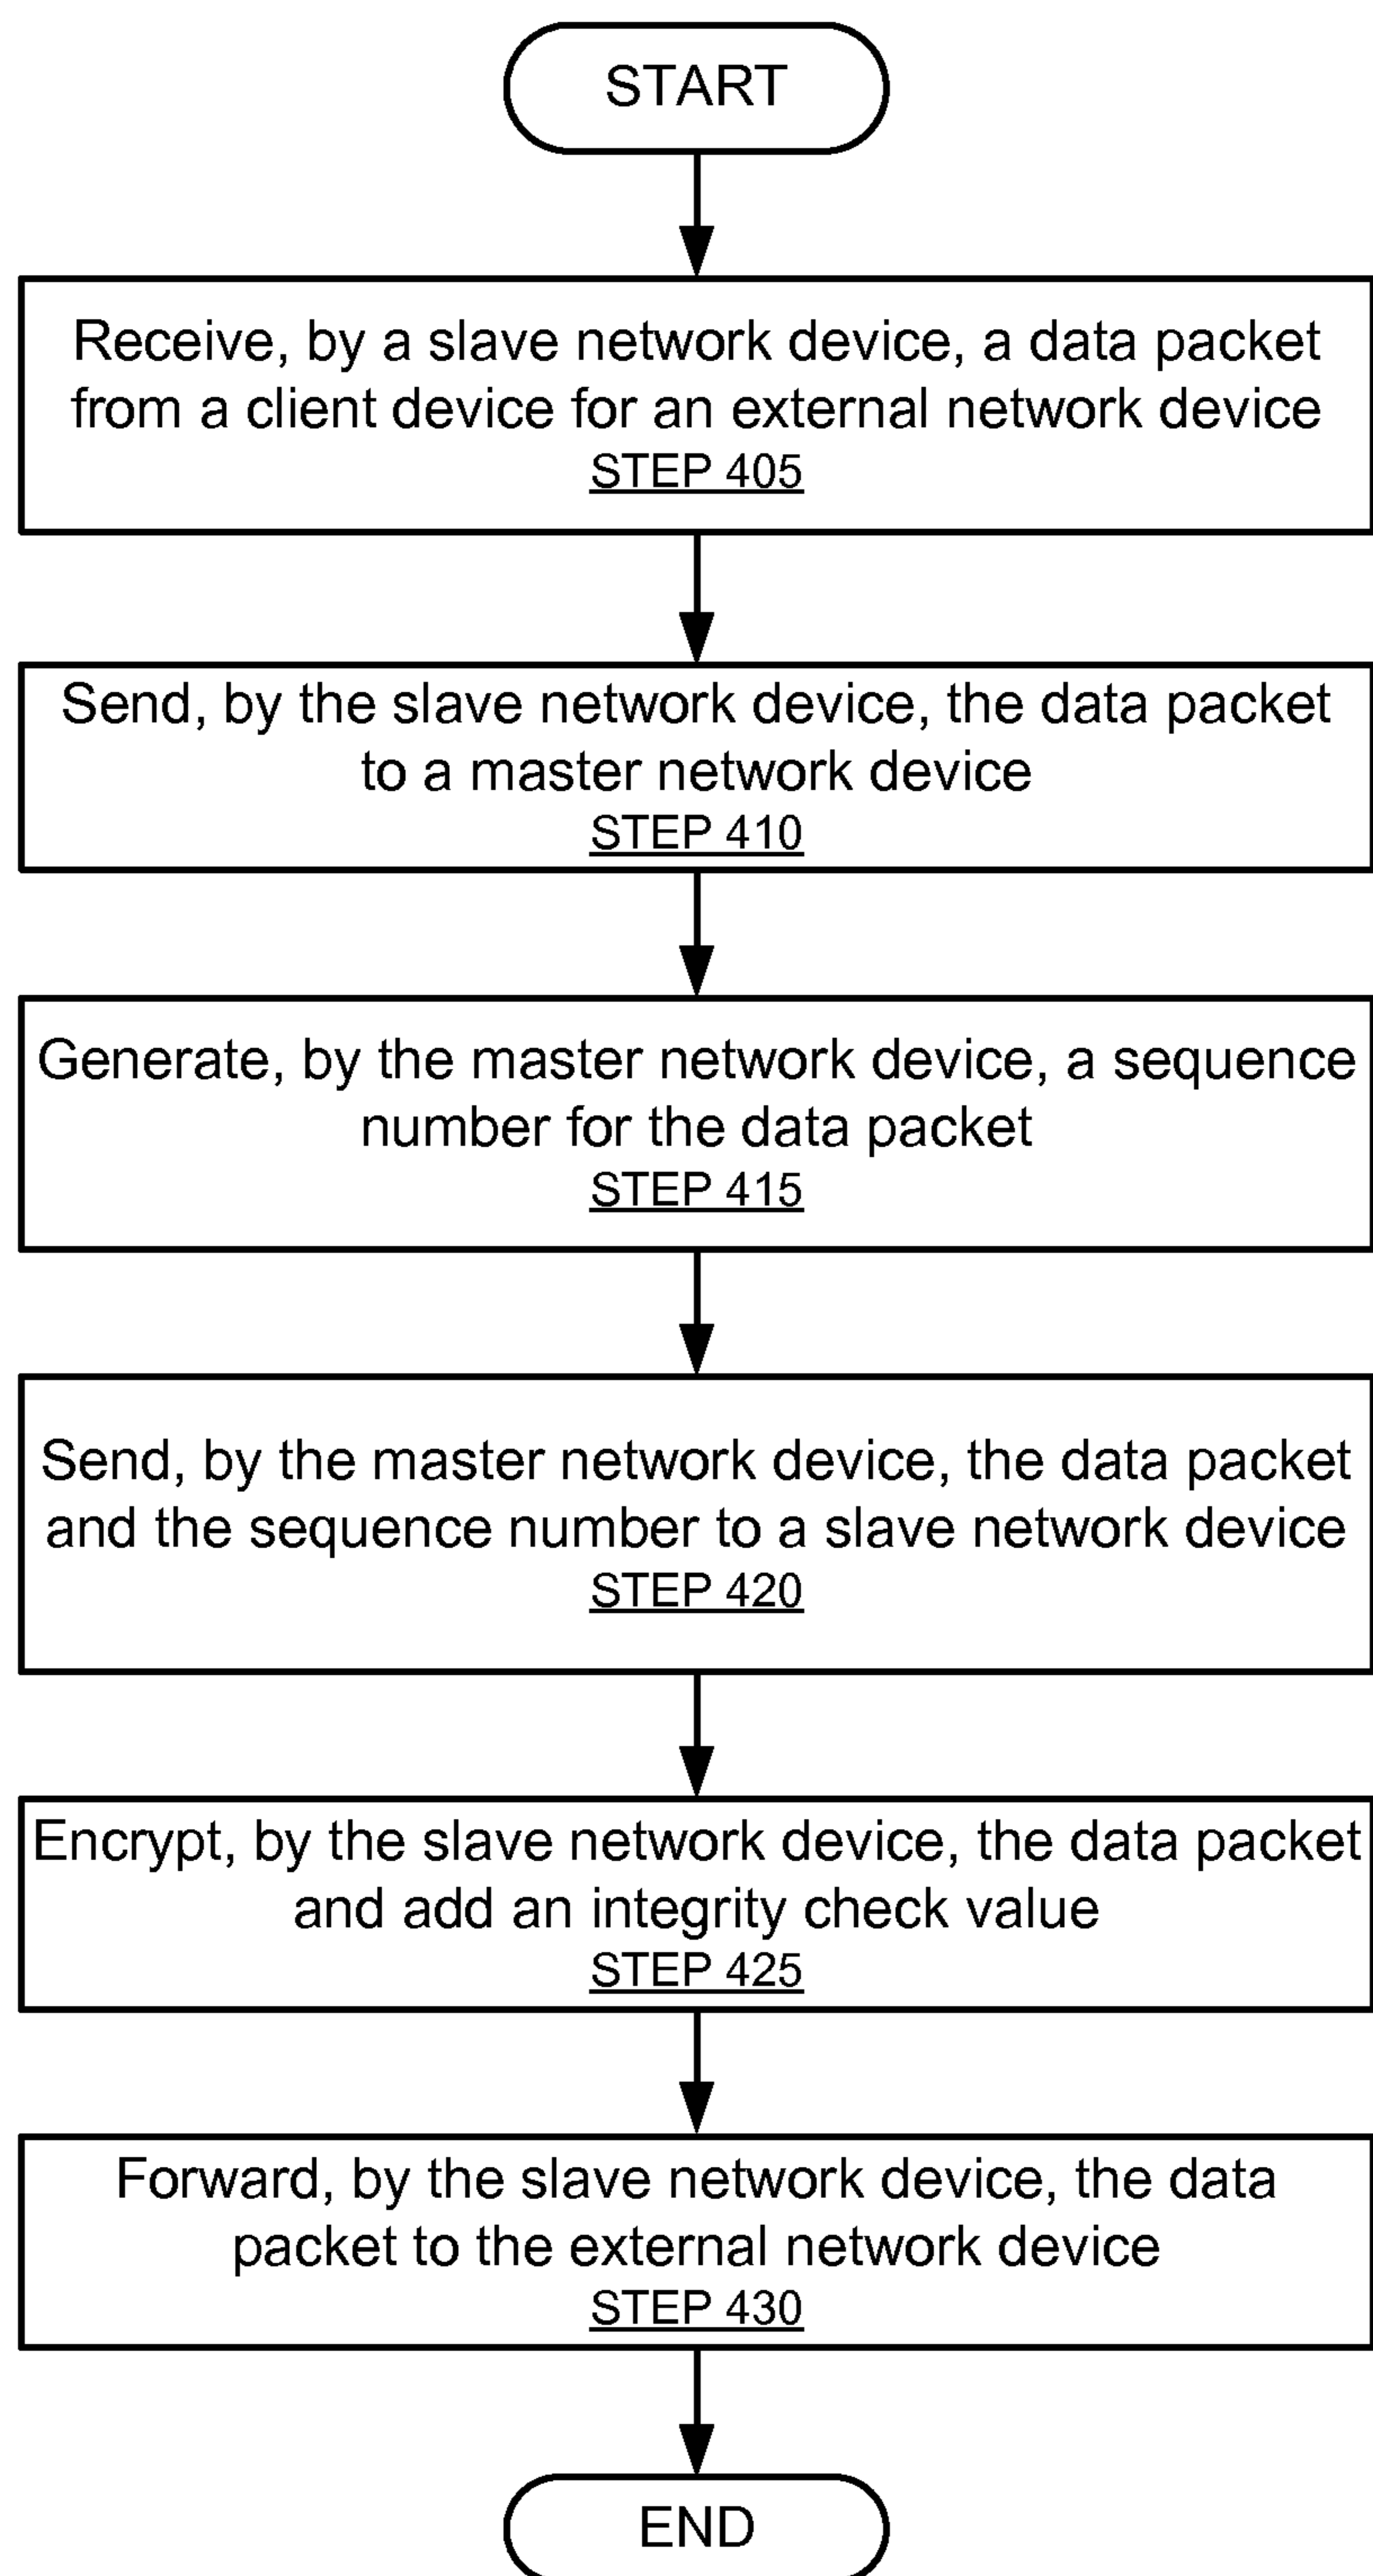 START
Receive, by a slave network device, a data packet
from a client device for an external network device
STEP 405
Send, by the slave network device, the data packet
to a master network device
STEP 410
Generate, by the master network device, a sequence
number for the data packet
STEP 415
Send, by the master network device, the data packet
and the sequence number to a slave network device
STEP 420
Encrypt, by the slave network device, the data packet
and add an integrity check value
STEP 425
Forward, by the slave network device, the data
packet to the external network device
STEP 430
END